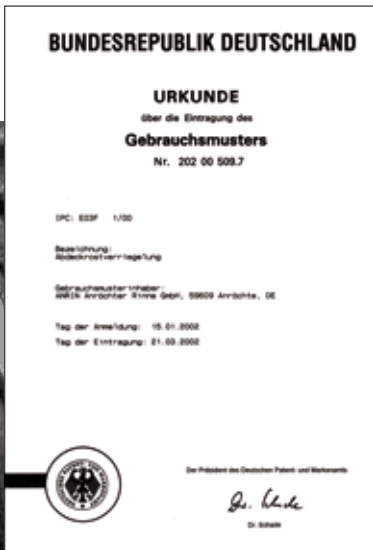 BUNDESREPUBLIK DEUTSCHLAND
URKUNDE
über die Eintragung des
Gebrauchsmusters
Nr. 202 00 509.7
IPC: E03F 1/00
Bezeichnung:
Abdeckrostverriegelung
Gebrauchsmusterinhaber:
ANRIN Anröchter Rinne GmbH, 59609 Anröchte, DE
Tag der Anmeldung: 15.01.2002
Tag der Eintragung: 21.03.2002
Der Präsident des Deutschen Patent- und Markenamts
Dr. Schade